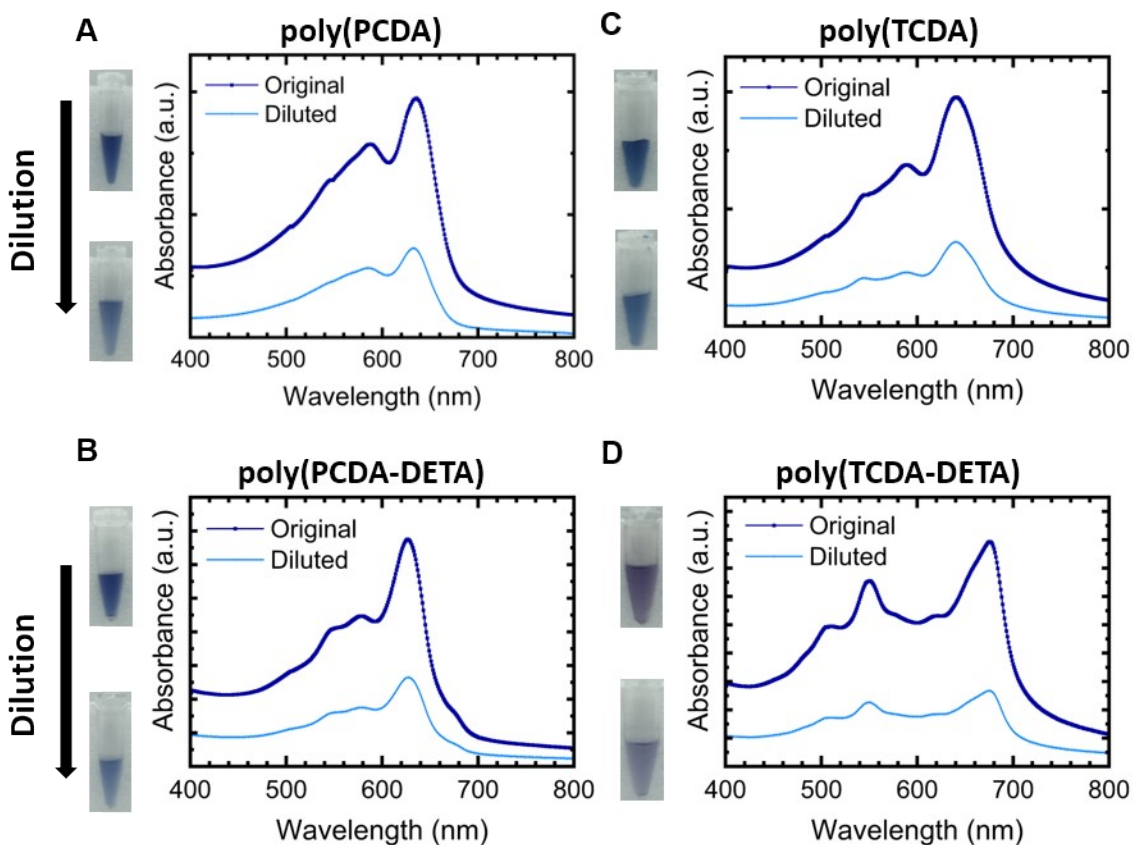 A
poly(PCDA)
Dilution
Absorbance (a.u.)
Original
Diluted
400 500 600 700 800
Wavelength (nm)
C
poly(TCDA)
Absorbance (a.u.)
Original
Diluted
400 500 600 700 800
Wavelength (nm)
B
poly(PCDA-DETA)
Dilution
Absorbance (a.u.)
Original
Diluted
400 500 600 700 800
Wavelength (nm)
D
poly(TCDA-DETA)
Absorbance (a.u.)
Original
Diluted
400 500 600 700 800
Wavelength (nm)